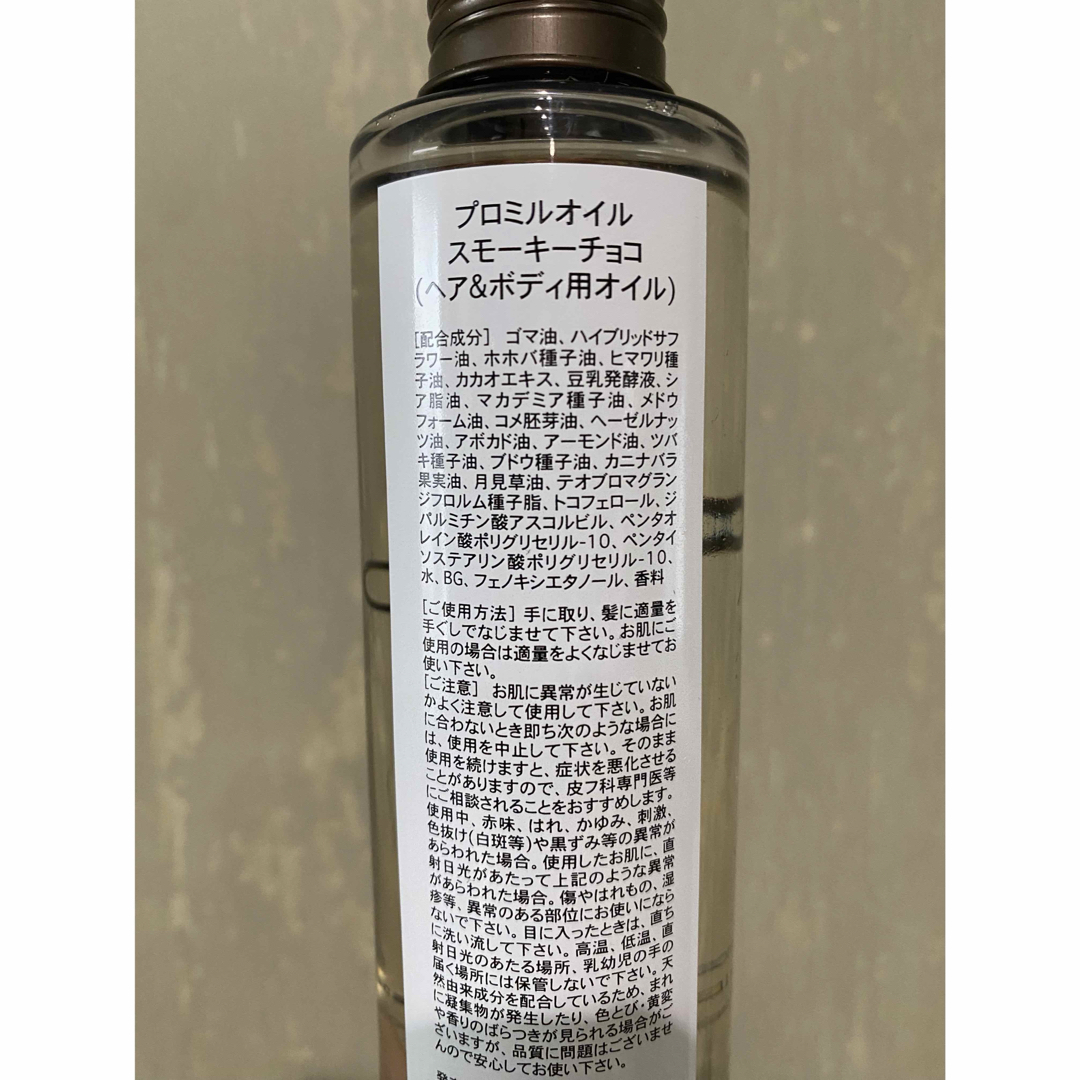 プロミルオイル
スモーキーチョコ
(ヘア&ボディ用オイル)
[配合成分] ゴマ油、ハイブリッドサフ
ラワー油、ホホバ種子油、ヒマワリ種
子油、カカオエキス、豆乳発酵液、シ
ア脂油、マカデミア種子油、メドウ
フォーム油、コメ胚芽油、ヘーゼルナッ
ツ油、アボカド油、アーモンド油、ツバ
キ種子油、ブドウ種子油、カニナバラ
果実油、月見草油、テオブロマグラン
ジフロルム種子脂、トコフェロール、ジ
パルミチン酸アスコルビル、ペンタオ
レイン酸ポリグリセリル-10、ペンタイ
ソステアリン酸ポリグリセリル-10、
水、BG、フェノキシエタノール、香料
[ご使用方法] 手に取り、髪に適量を
手ぐしでなじませて下さい。お肌にご
使用の場合は適量をよくなじませてお
使い下さい。
[ご注意] お肌に異常が生じていない
かよく注意して使用して下さい。お肌
に合わないとき即ち次のような場合に
は、使用を中止して下さい。そのまま
使用を続けますと、症状を悪化させる
ことがありますので、皮フ科専門医等
にご相談されることをおすすめします。
使用中、赤味、はれ、かゆみ、刺激、
色抜け(白斑等)や黒ずみ等の異常が
あらわれた場合。使用したお肌に、直
射日光があたって上記のような異常
があらわれた場合。傷やはれもの、湿
疹等、異常のある部位にお使いになら
ないで下さい。目に入ったときは、直ち
に洗い流して下さい。高温、低温、直
射日光のあたる場所、乳幼児の手の
届く場所には保管しないで下さい。天
然由来成分を配合しているため、まれ
に凝集物が発生したり、色とび・黄変
や香りのばらつきが見られる場合がご
ざいますが、品質に問題はございませ
んので安心してお使い下さい。